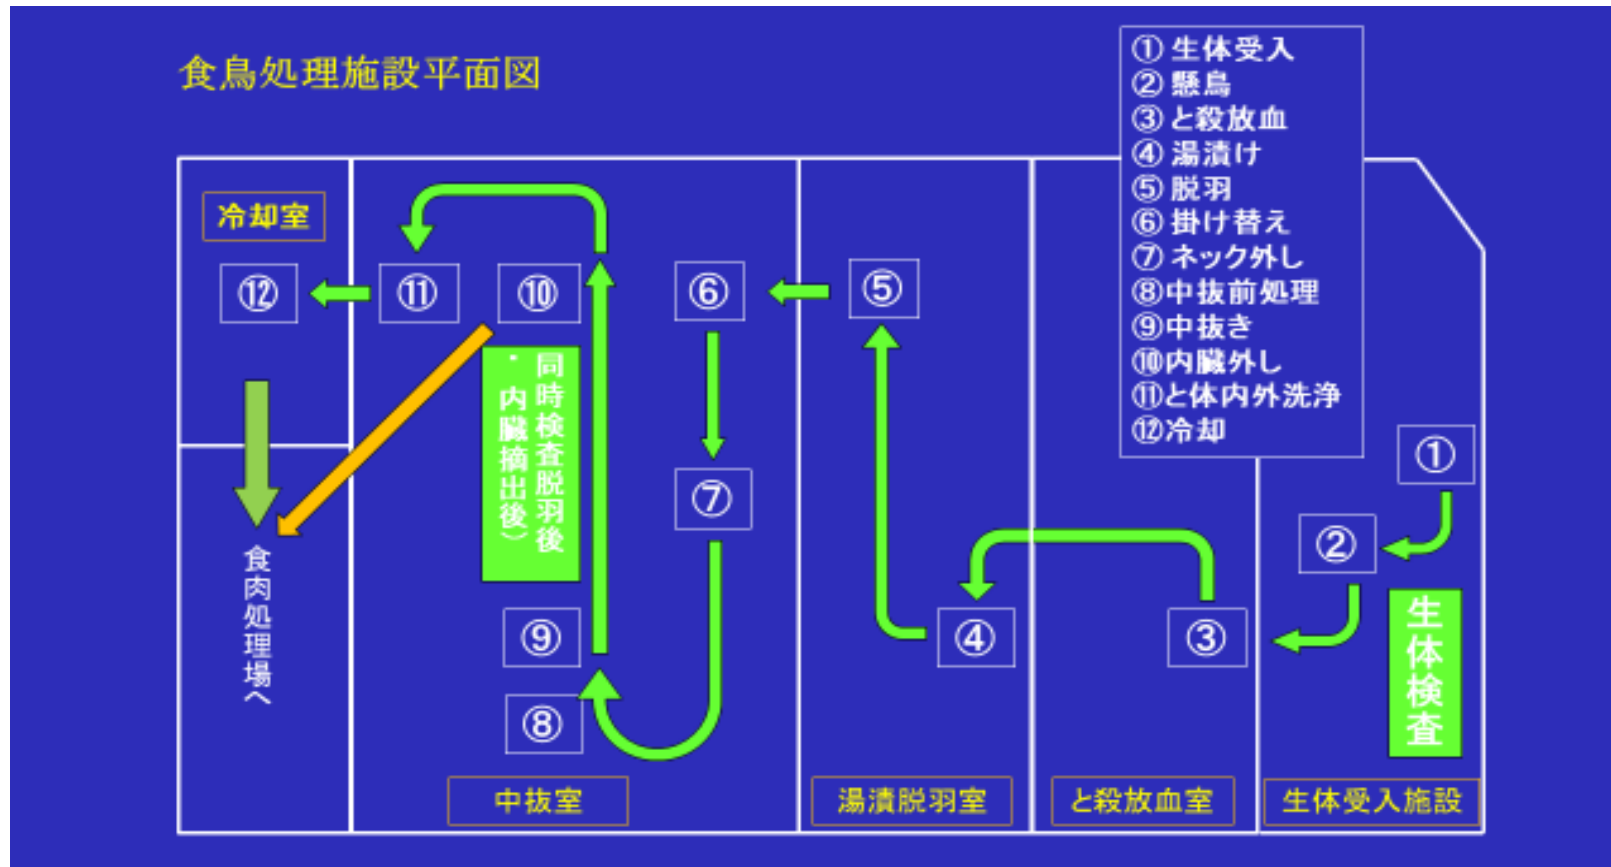 食鳥処理施設平面図
① 生体受入
② 懸鳥
③ と殺放血
④ 湯漬け
⑤ 脱羽
⑥ 掛け替え
⑦ ネック外し
⑧中抜前処理
⑨中抜き
⑩内臓外し
⑪と体内外洗浄
⑫冷却
冷却室
⑫
⑪
⑩
⑥
⑤
同時検査脱羽後
・内臓摘出後）
⑦
①
②
生体検査
食肉処理場へ
⑨
④
③
⑧
中抜室
湯漬脱羽室
と殺放血室
生体受入施設